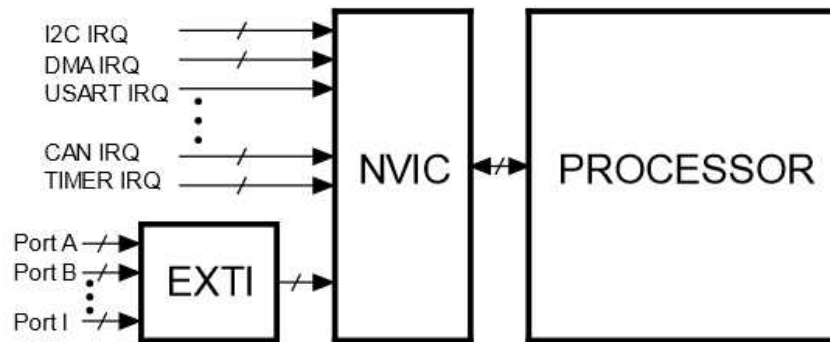 I2C IRQ
DMA IRQ
USART IRQ
CAN IRQ
TIMER IRQ
NVIC
PROCESSOR
Port A
Port B
Port I
EXTI